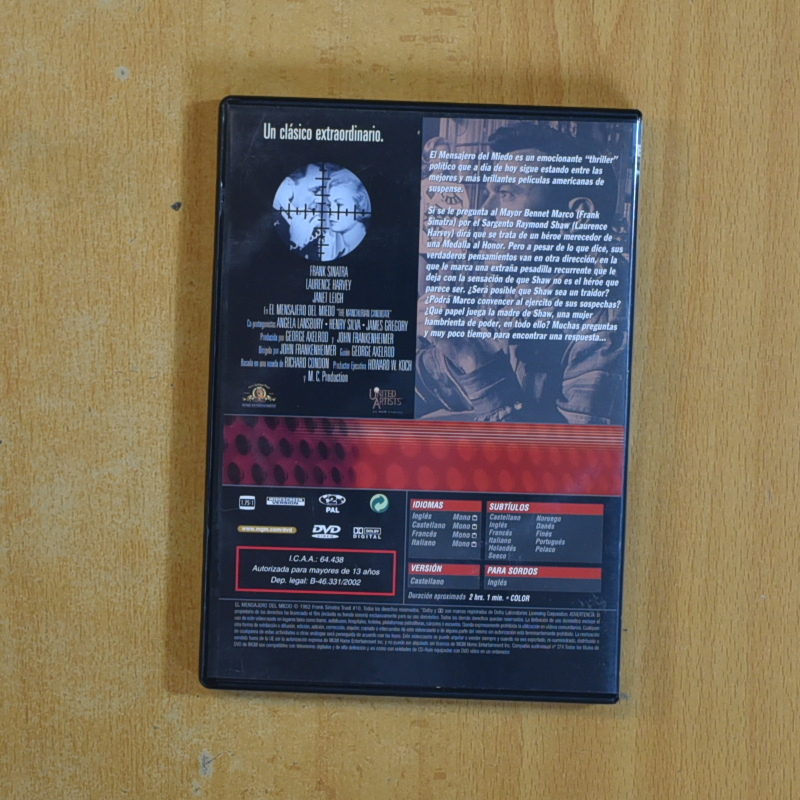 Un clásico extraordinario.
FRANK SINATRA
LAURENCE HARVEY
JANET LEIGH
En EL MENSAJERO DEL MIEDO "THE MANCHURIAN CANDIDATE"
Co-protagonistas ANGELA LANSBURY • HENRY SILVA • JAMES GREGORY
Producida por GEORGE AXELROD y JOHN FRANKENHEIMER
Dirigida por JOHN FRANKENHEIMER Guión GEORGE AXELROD
Basada en una novela de RICHARD CONDON Productor Ejecutivo HOWARD W. KOCH
y M. C. Production
UNITED
ARTISTS
El Mensajero del Miedo es un emocionante "thriller"
político que a día de hoy sigue estando entre las
mejores y más brillantes películas americanas de
suspense.
Si se le pregunta al Mayor Bennet Marco (Frank
Sinatra) por el Sargento Raymond Shaw (Laurence
Harvey) dirá que se trata de un héroe merecedor de
una Medalla al Honor. Pero a pesar de lo que dice, sus
verdaderos pensamientos van en otra dirección, en la
que le marca una extraña pesadilla recurrente que le
deja con la sensación de que Shaw no es el héroe que
parece ser. ¿Será posible que Shaw sea un traidor?
¿Podrá Marco convencer al ejercito de sus sospechas?
¿Qué papel juega la madre de Shaw, una mujer
hambrienta de poder, en todo ello? Muchas preguntas
y muy poco tiempo para encontrar una respuesta...
1.75:1
WIDESCREEN
VERSION
2
PAL
www.mgm.com/dvd
DVD
VIDEO
DOLBY
DIGITAL
I.C.A.A.: 64.438
Autorizada para mayores de 13 años
Dep. legal: B-46.331/2002
IDIOMAS
Inglés Mono
Castellano Mono
Francés Mono
Italiano Mono
SUBTÍULOS
Castellano Noruego
Inglés Danés
Francés Finés
Italiano Portugués
Holandés Polaco
Sueco
VERSIÓN
Castellano
PARA SORDOS
Inglés
Duración aproximada 2 hrs. 1 min. • COLOR